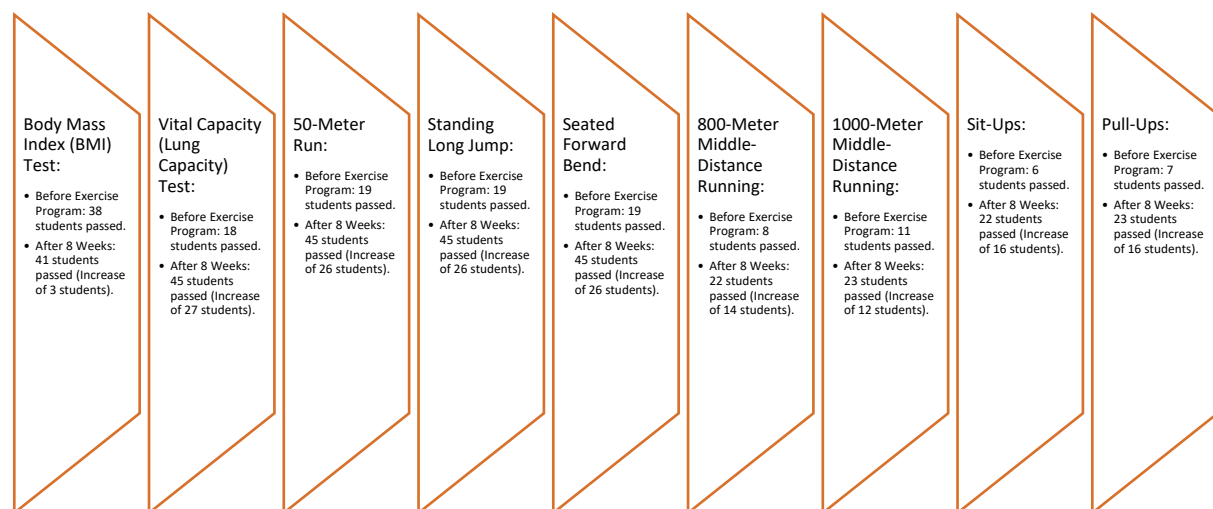 Body Mass
Index (BMI)
Test:
• Before Exercise
Program: 38
students passed.
• After 8 Weeks:
41 students
passed (Increase
of 3 students).
Vital Capacity
(Lung
Capacity)
Test:
• Before Exercise
Program: 18
students passed.
• After 8 Weeks:
45 students
passed (Increase
of 27 students).
50-Meter
Run:
• Before Exercise
Program: 19
students passed.
• After 8 Weeks:
45 students
passed (Increase
of 26 students).
Standing
Long Jump:
• Before Exercise
Program: 19
students passed.
• After 8 Weeks:
45 students
passed (Increase
of 26 students).
Seated
Forward
Bend:
• Before Exercise
Program: 19
students passed.
• After 8 Weeks:
45 students
passed (Increase
of 26 students).
800-Meter
Middle-
Distance
Running:
• Before Exercise
Program: 8
students passed.
• After 8 Weeks:
22 students
passed (Increase
of 14 students).
1000-Meter
Middle-
Distance
Running:
• Before Exercise
Program: 11
students passed.
• After 8 Weeks:
23 students
passed (Increase
of 12 students).
Sit-Ups:
• Before Exercise
Program: 6
students passed.
• After 8 Weeks:
22 students
passed (Increase
of 16 students).
Pull-Ups:
• Before Exercise
Program: 7
students passed.
• After 8 Weeks:
23 students
passed (Increase
of 16 students).